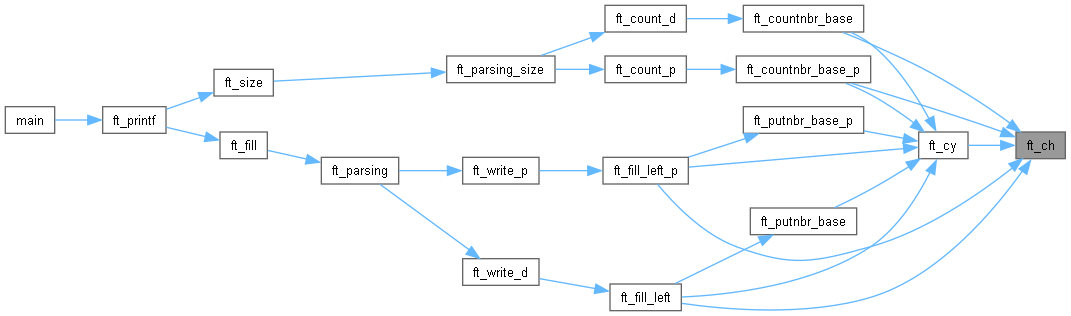 main
ft_printf
ft_size
ft_fill
ft_parsing_size
ft_parsing
ft_count_d
ft_count_p
ft_write_p
ft_write_d
ft_countnbr_base
ft_countnbr_base_p
ft_putnbr_base_p
ft_fill_left_p
ft_putnbr_base
ft_fill_left
ft_cy
ft_ch